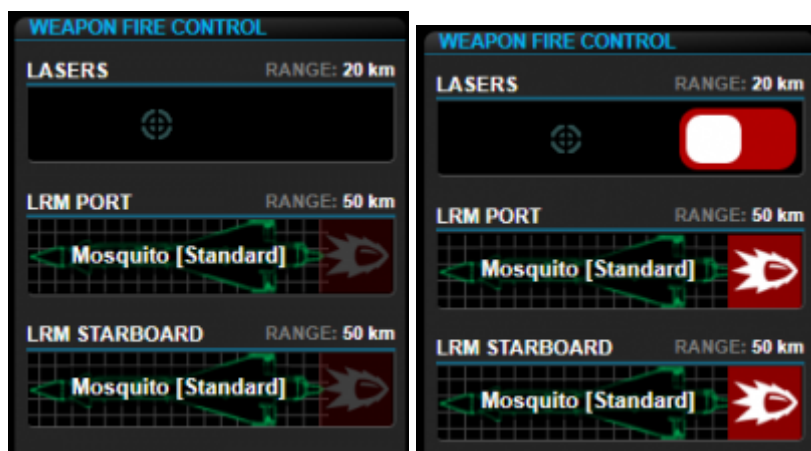 WEAPON FIRE CONTROL
LASERS RANGE: 20 km
LRM PORT RANGE: 50 km
Mosquito [Standard]
LRM STARBOARD RANGE: 50 km
Mosquito [Standard]
WEAPON FIRE CONTROL
LASERS RANGE: 20 km
LRM PORT RANGE: 50 km
Mosquito [Standard]
LRM STARBOARD RANGE: 50 km
Mosquito [Standard]